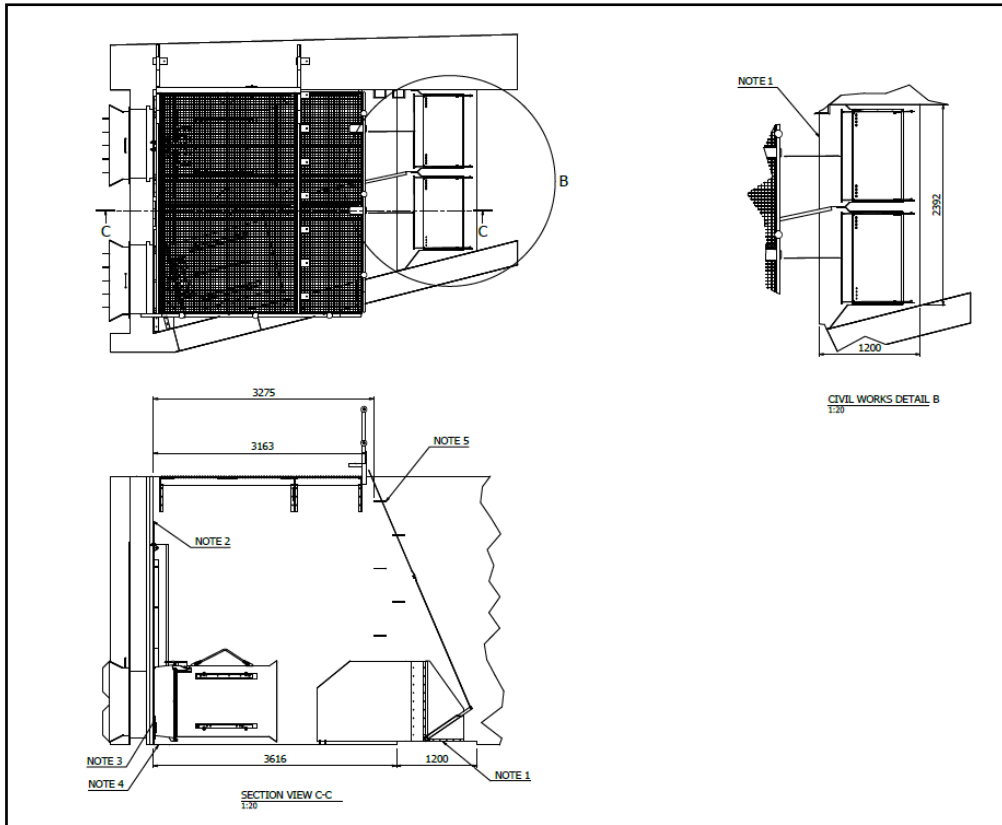 NOTE 1
B
C
C
2392
1200
CIVIL WORKS DETAIL B
1:20
3275
3163
NOTE 5
NOTE 2
NOTE 3
NOTE 4
3616
1200
NOTE 1
SECTION VIEW C-C
1:20